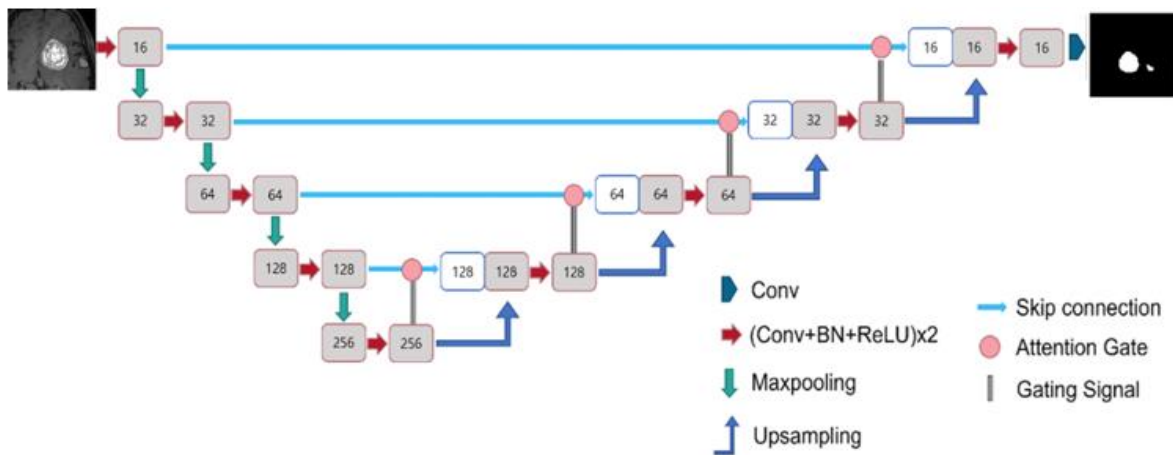 16 16 16 16
32 32 32 32 32
64 64 64 64 64
128 128 128 128 128
256 256
Conv
(Conv+BN+ReLU)x2
Maxpooling
Upsampling
Skip connection
Attention Gate
Gating Signal